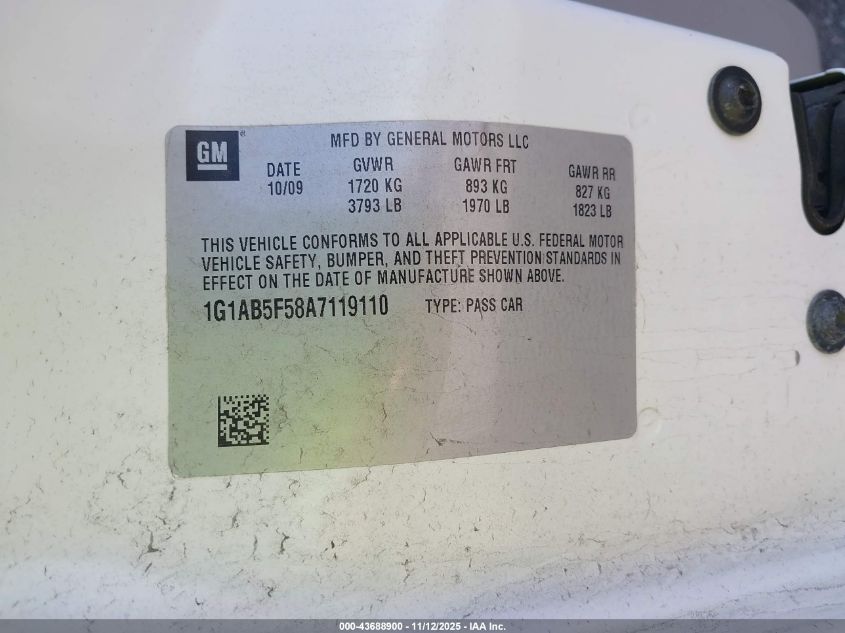 GM®
MFD BY GENERAL MOTORS LLC
DATE GVWR GAWR FRT GAWR RR
10/09 1720 KG 893 KG 827 KG
3793 LB 1970 LB 1823 LB
THIS VEHICLE CONFORMS TO ALL APPLICABLE U.S. FEDERAL MOTOR
VEHICLE SAFETY, BUMPER, AND THEFT PREVENTION STANDARDS IN
EFFECT ON THE DATE OF MANUFACTURE SHOWN ABOVE.
1G1AB5F58A7119110 TYPE: PASS CAR
000-43688900 - 11/12/2025 - IAA Inc.